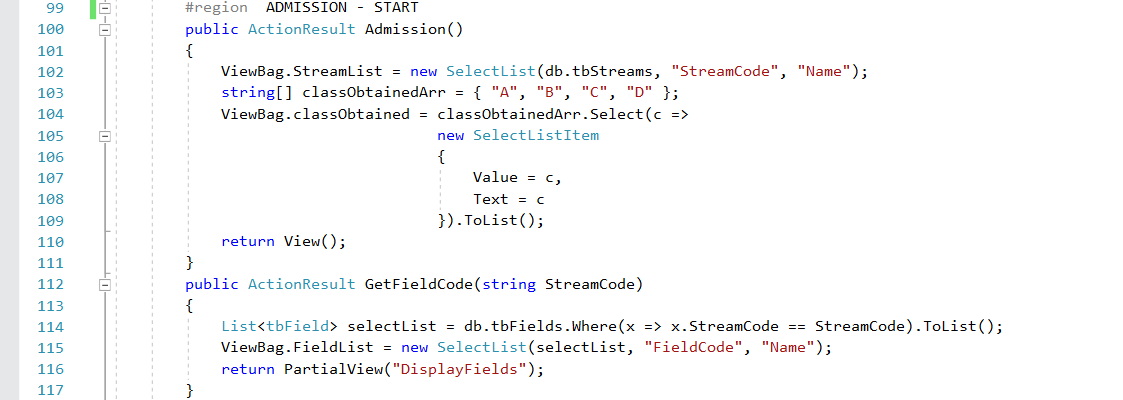 99 #region  ADMISSION - START
100 public ActionResult Admission()
101 {
102 ViewBag.StreamList = new SelectList(db.tbStreams, "StreamCode", "Name");
103 string[] classObtainedArr = { "A", "B", "C", "D" };
104 ViewBag.classObtained = classObtainedArr.Select(c =>
105 new SelectListItem
106 {
107 Value = c,
108 Text = c
109 }).ToList();
110 return View();
111 }
112 public ActionResult GetFieldCode(string StreamCode)
113 {
114 List<tbField> selectList = db.tbFields.Where(x => x.StreamCode == StreamCode).ToList();
115 ViewBag.FieldList = new SelectList(selectList, "FieldCode", "Name");
116 return PartialView("DisplayFields");
117 }